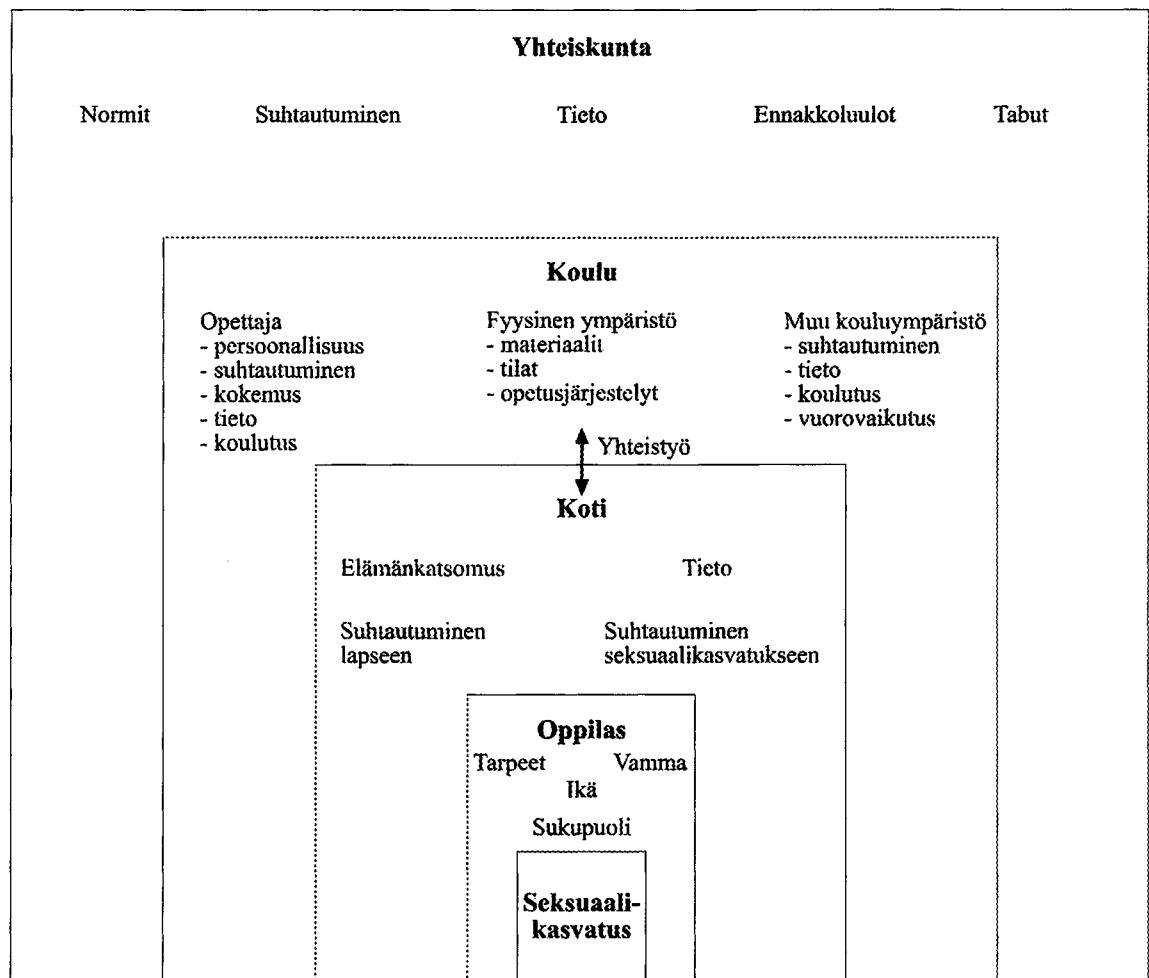 Yhteiskunta
Normit Suhtautuminen Tieto Ennakkoluulot Tabut
Koulu
Opettaja
- persoonallisuus
- suhtautuminen
- kokemus
- tieto
- koulutus
Fyysinen ympäristö
- materiaalit
- tilat
- opetusjärjestelyt
Muu kouluympäristö
- suhtautuminen
- tieto
- koulutus
- vuorovaikutus
Yhteistyö
Koti
Elämänkatsomus Tieto
Suhtautuminen
lapseen
Suhtautuminen
seksuaalikasvatukseen
Oppilas
Tarpeet Vamma
Ikä
Sukupuoli
Seksuaali-
kasvatus